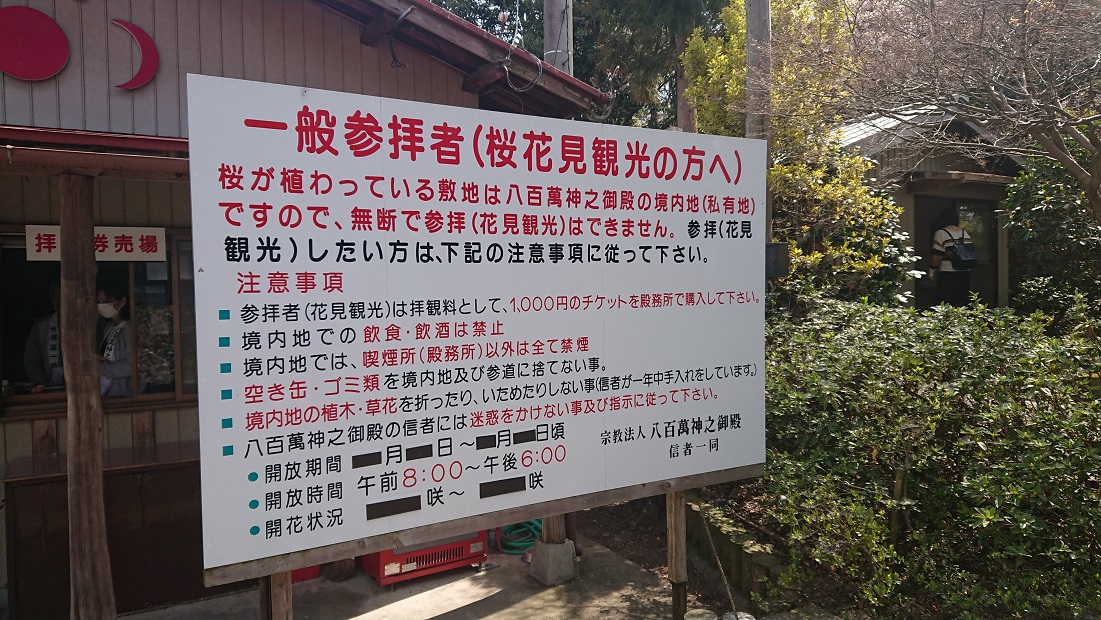 一般参拝者(桜花見観光の方へ)
桜が植わっている敷地は八百萬神之御殿の境内地(私有地)
ですので、無断で参拝(花見観光)はできません。参拝(花見
観光)したい方は、下記の注意事項に従って下さい。
注意事項
■参拝者(花見観光)は拝観料として、1,000円のチケットを殿務所で購入して下さい。
■境内地での飲食・飲酒は禁止
■境内地では、喫煙所(殿務所)以外は全て禁煙
■空き缶・ゴミ類を境内地及び参道に捨てない事。
■境内地の植木・草花を折ったり、いためたりしない事(信者が一年中手入れをしています。)
■八百萬神之御殿の信者には迷惑をかけない事及び指示に従って下さい。
●開放期間 月 日〜 月 日頃
●開放時間 午前8:00〜午後6:00
●開花状況 咲〜 咲
宗教法人 八百萬神之御殿
信者一同
拝 券売場